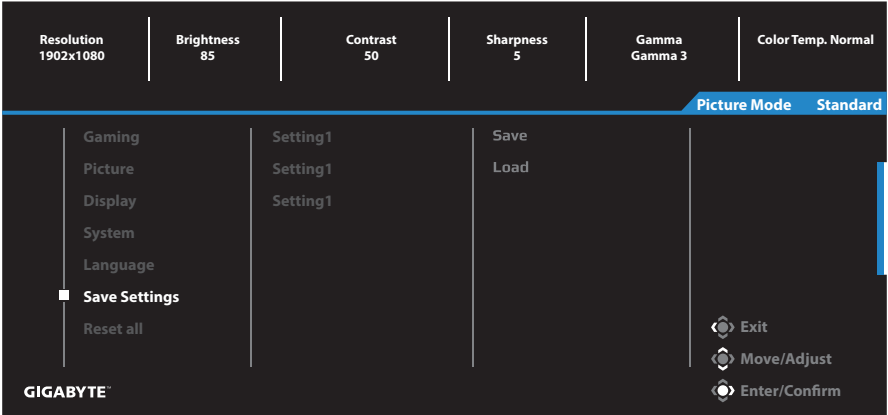 Resolution Brightness Contrast Sharpness Gamma Color Temp. Normal
1902x1080 85 50 5 Gamma 3
Picture Mode Standard
Gaming Setting1 Save
Picture Setting1 Load
Display Setting1
System
Language
Save Settings
Reset all
Exit
Move/Adjust
GIGABYTE™ Enter/Confirm